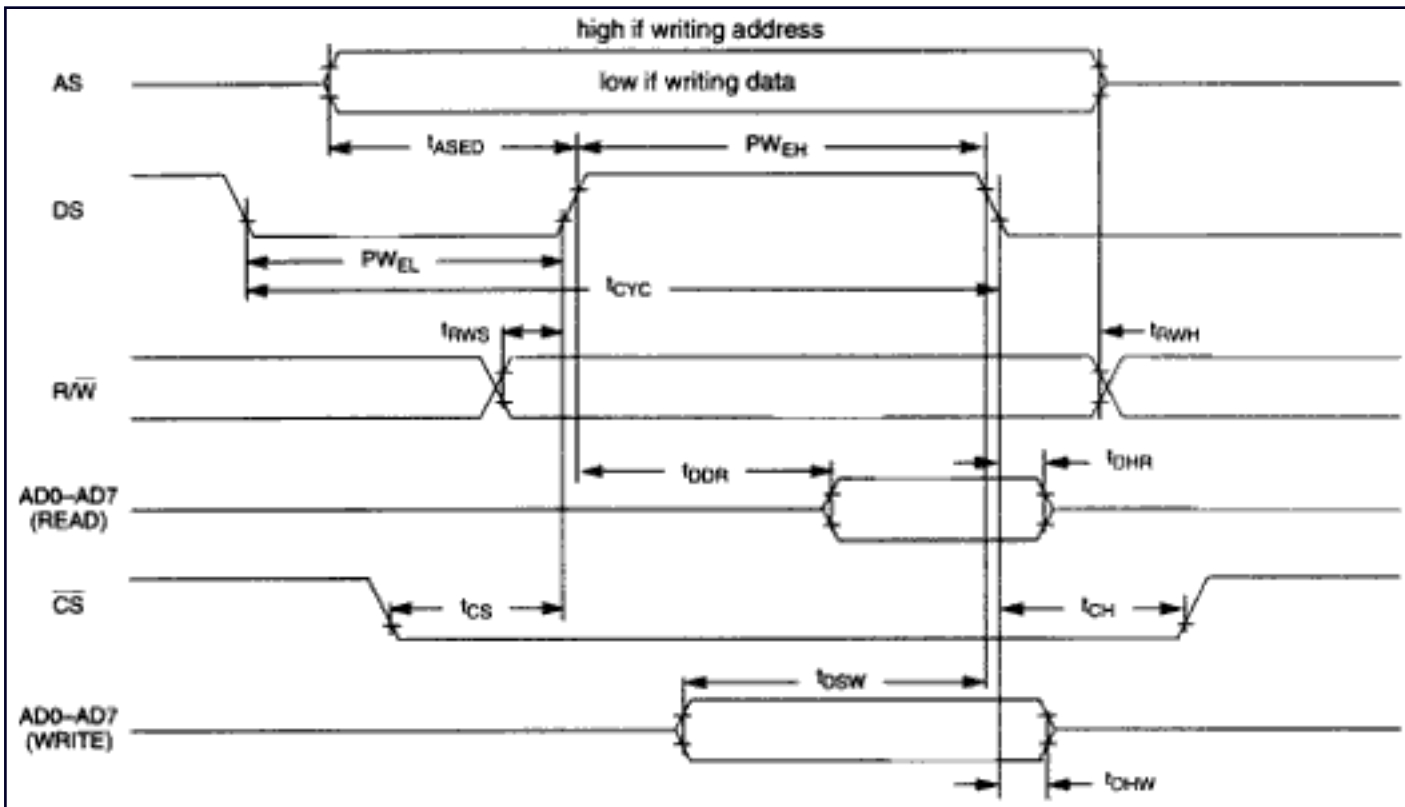 high if writing address
AS
low if writing data
tASED
PWEH
DS
PWEL
tCYC
tRWS
tRWH
R/W̅
tDDR
tDHR
AD0–AD7
(READ)
C̅S̅
tCS
tCH
tDSW
AD0–AD7
(WRITE)
tDHW